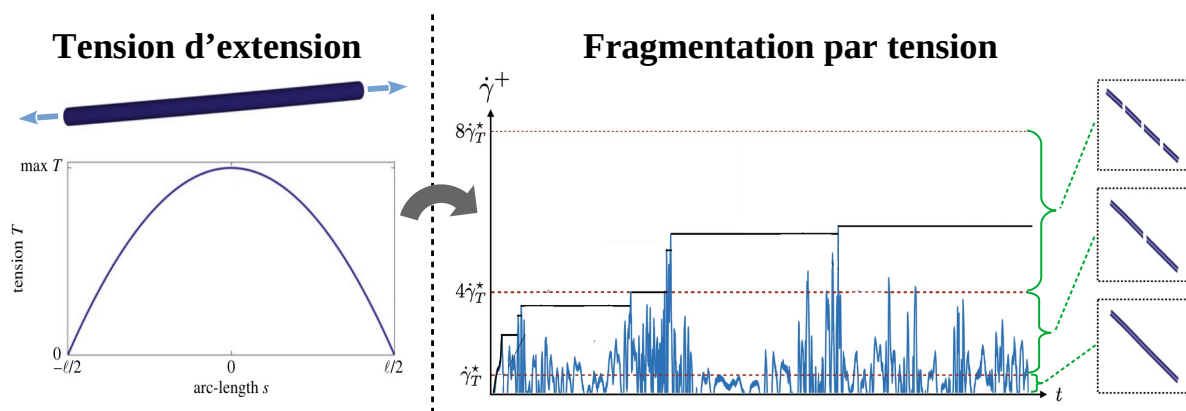 Tension d’extension
max T
tension T
0
−ℓ/2
0
ℓ/2
arc-length s
Fragmentation par tension
γ̇⁺
8γ̇*_T
4γ̇*_T
γ̇*_T
t